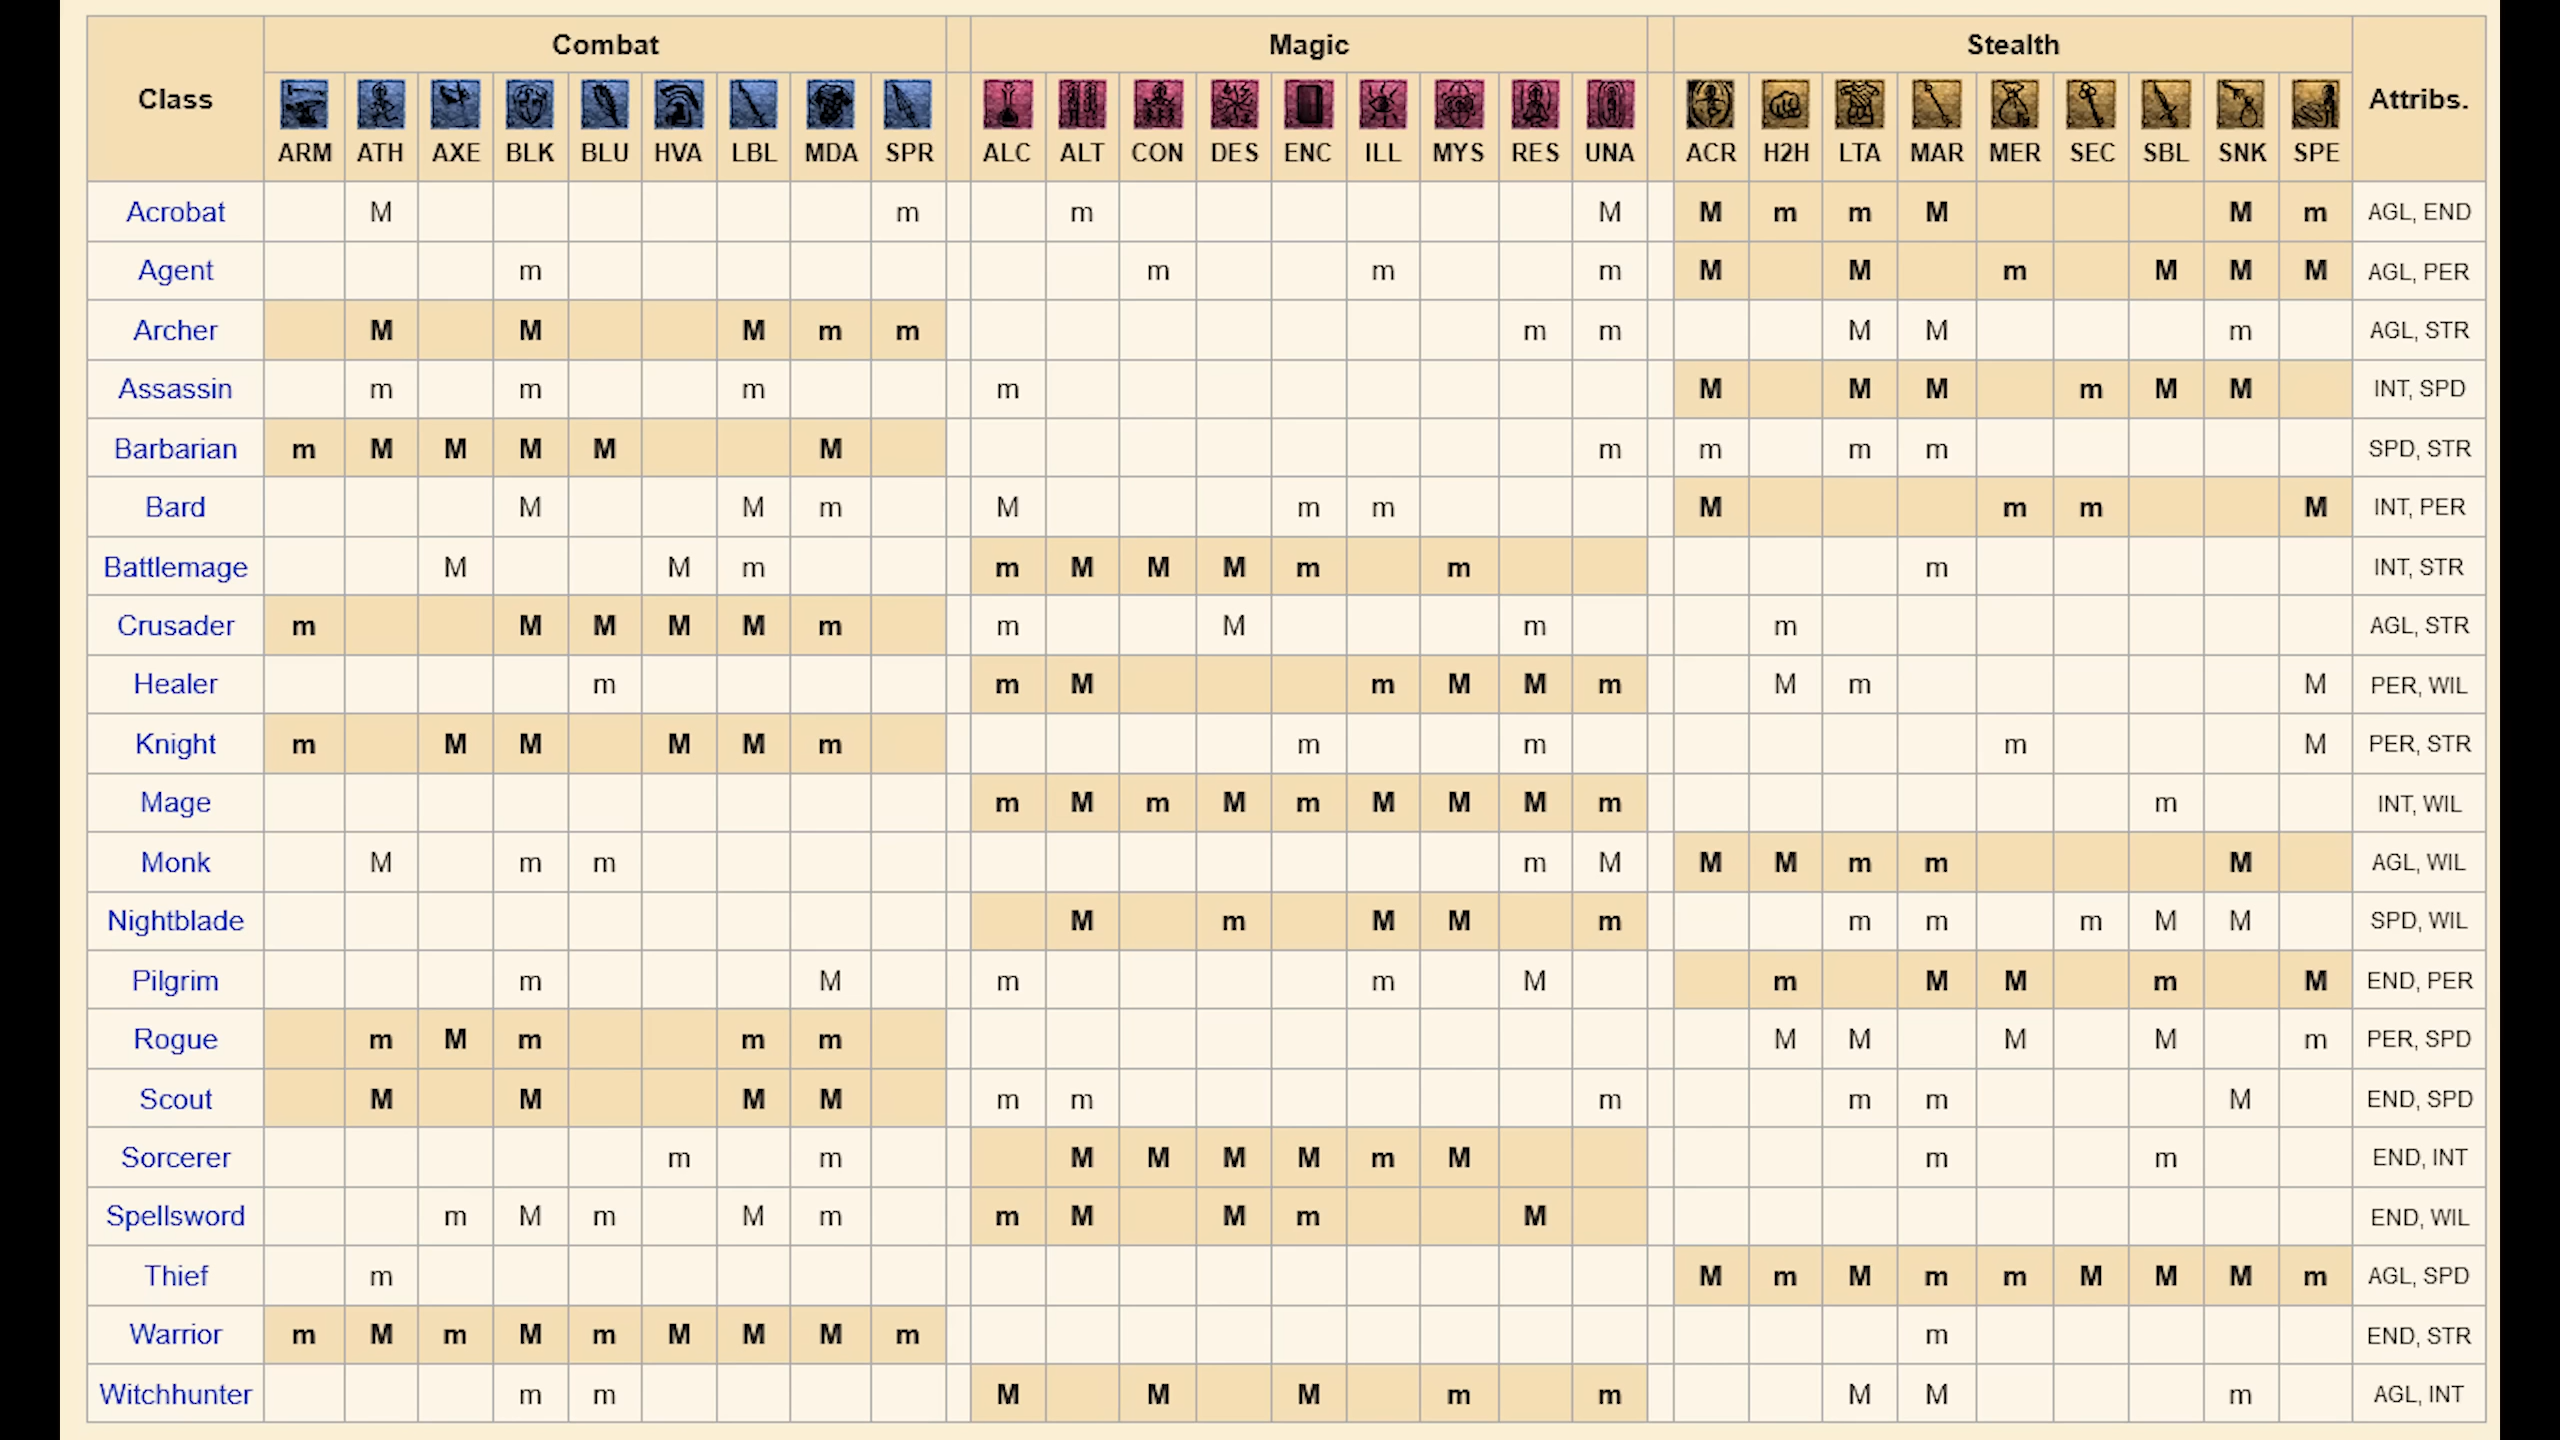 Combat Magic Stealth
Class Attribs.
ARM ATH AXE BLK BLU HVA LBL MDA SPR ALC ALT CON DES ENC ILL MYS RES UNA ACR H2H LTA MAR MER SEC SBL SNK SPE
Acrobat M m m M M m m M M m AGL, END
Agent m m m m M M m M M M AGL, PER
Archer M M M m m m m M M m AGL, STR
Assassin m m m m M M M m M M INT, SPD
Barbarian m M M M M M m m m m SPD, STR
Bard M M m M m m M m m M INT, PER
Battlemage M M m m M M M m m m INT, STR
Crusader m M M M M m m M m m AGL, STR
Healer m m M m M M m M m M PER, WIL
Knight m M M M M m m m m M PER, STR
Mage m M m M m M M M m m INT, WIL
Monk M m m m M M M m m M AGL, WIL
Nightblade M m M M m m m m M M SPD, WIL
Pilgrim m M m m M m M M m M END, PER
Rogue m M m m m M M M M m PER, SPD
Scout M M M M m m m m m M END, SPD
Sorcerer m m M M M M m M m m END, INT
Spellsword m M m M m m M M m M END, WIL
Thief m M m M m m M M M m AGL, SPD
Warrior m M m M m M M M m m END, STR
Witchhunter m m M M M m m M M m AGL, INT